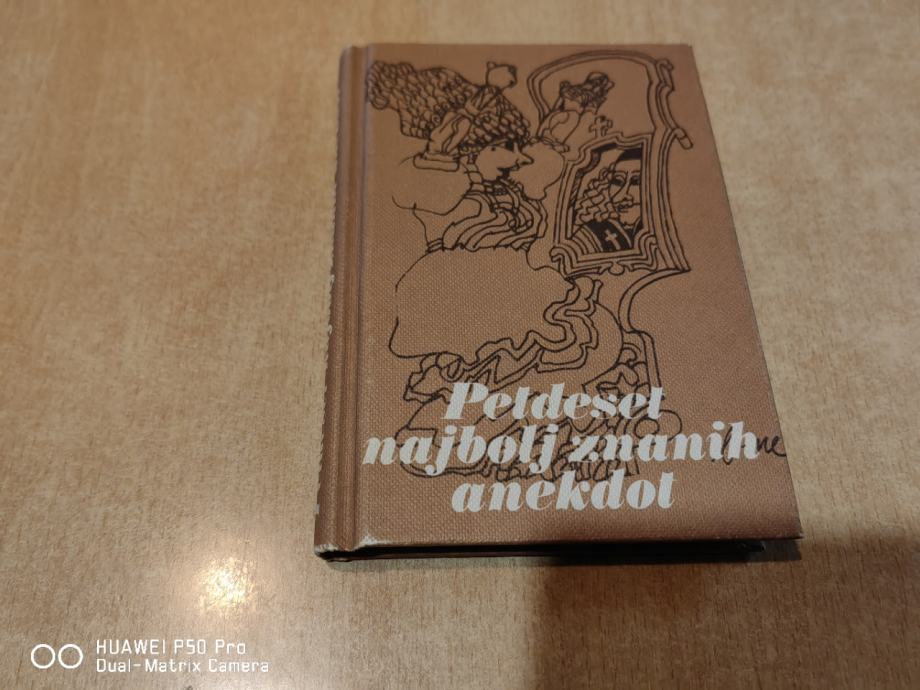 Petdeset
najbolj znanih
anekdot
HUAWEI P50 Pro
Dual-Matrix Camera